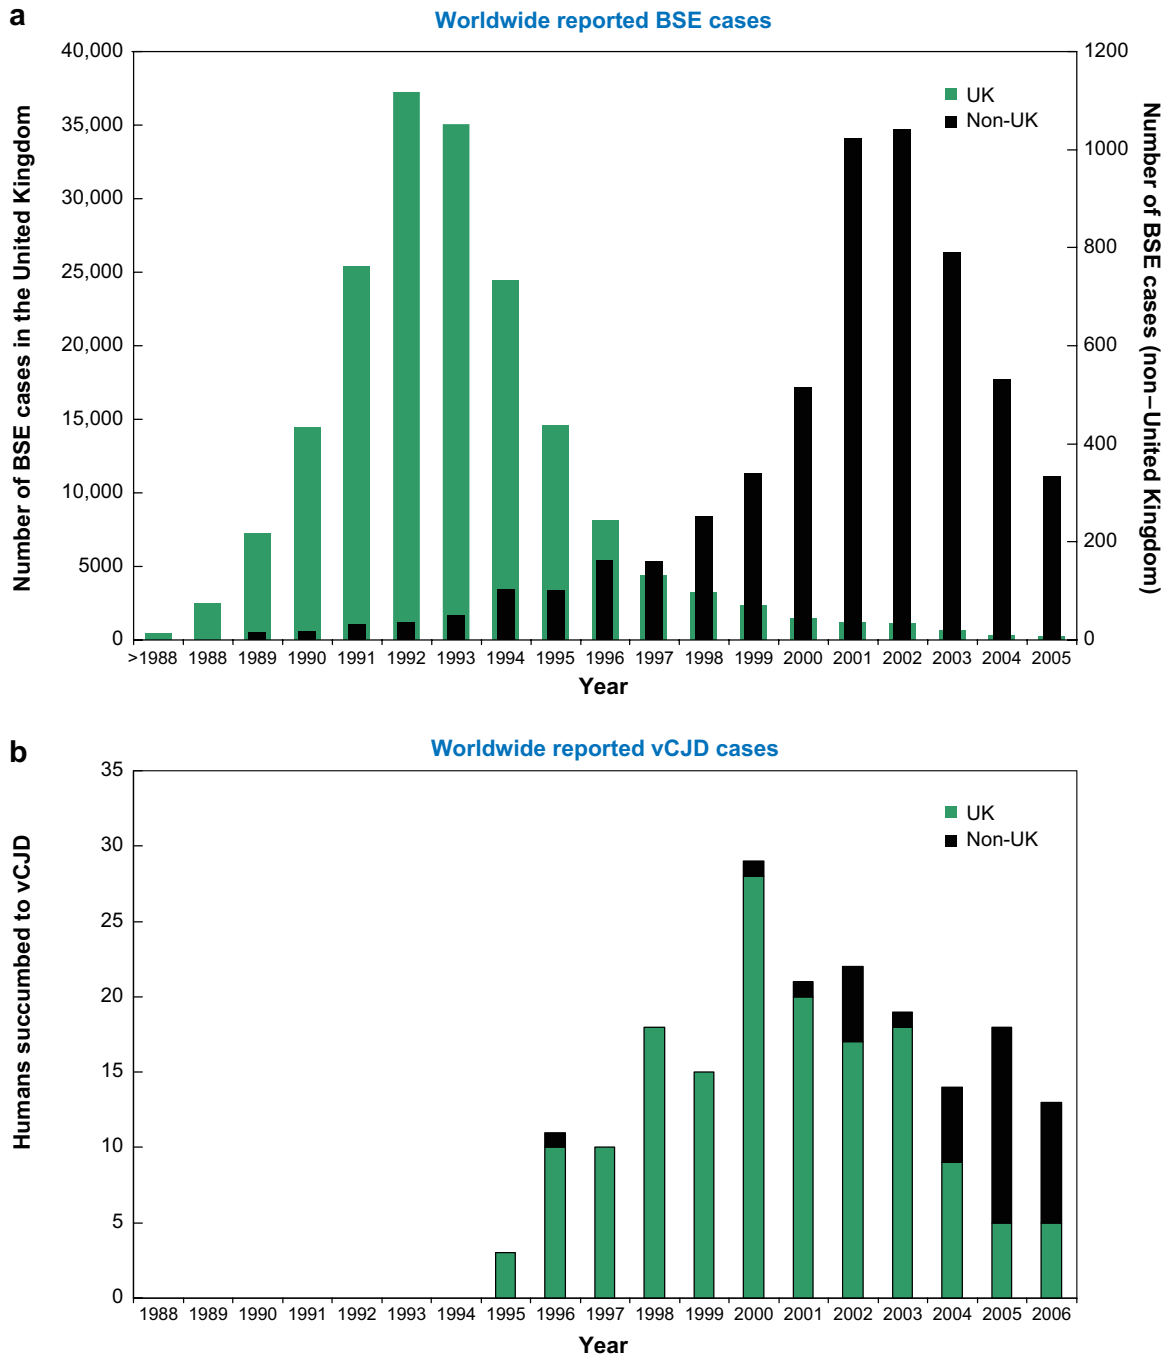 a
Worldwide reported BSE cases
Number of BSE cases in the United Kingdom
40,000
35,000
30,000
25,000
20,000
15,000
10,000
5000
0
1200
1000
800
600
400
200
0
Number of BSE cases (non–United Kingdom)
UK
Non-UK
>1988 1988 1989 1990 1991 1992 1993 1994 1995 1996 1997 1998 1999 2000 2001 2002 2003 2004 2005
Year
b
Worldwide reported vCJD cases
Humans succumbed to vCJD
35
30
25
20
15
10
5
0
UK
Non-UK
1988 1989 1990 1991 1992 1993 1994 1995 1996 1997 1998 1999 2000 2001 2002 2003 2004 2005 2006
Year